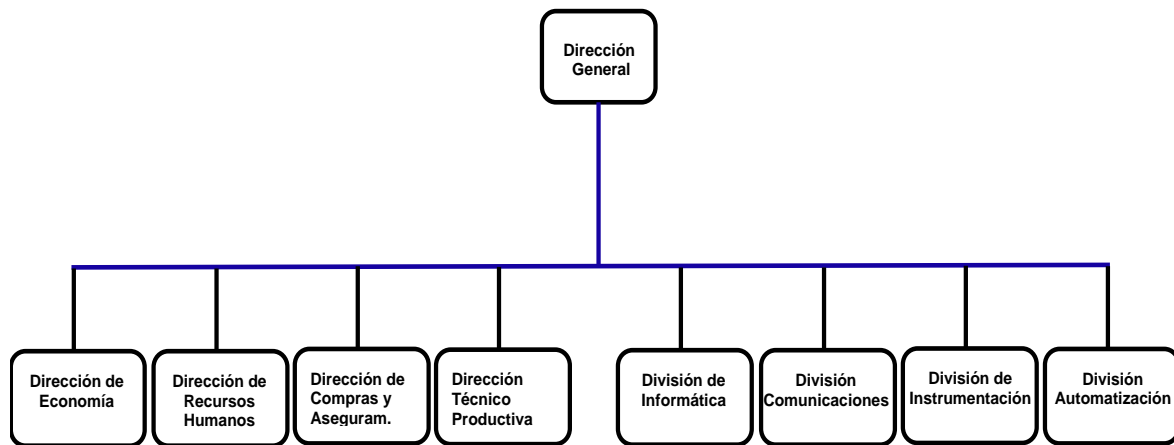 Dirección
General
Dirección de
Economía
Dirección de
Recursos
Humanos
Dirección de
Compras y
Aseguram.
Dirección
Técnico
Productiva
División de
Informática
División
Comunicaciones
División de
Instrumentación
División
Automatización